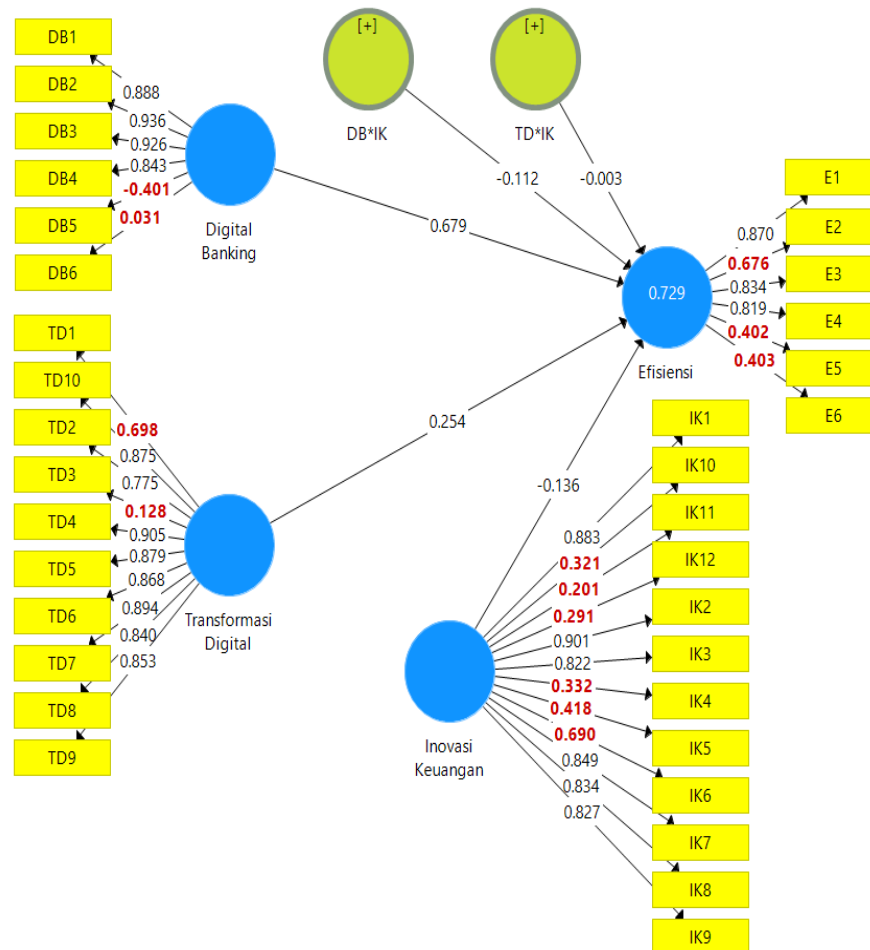 DB1
DB2
DB3
DB4
DB5
DB6
0.888
0.936
0.926
0.843
-0.401
0.031
Digital
Banking
[+]
DB*IK
[+]
TD*IK
-0.112
-0.003
0.679
0.729
Efisiensi
0.870
0.676
0.834
0.819
0.402
0.403
E1
E2
E3
E4
E5
E6
TD1
TD10
TD2
TD3
TD4
TD5
TD6
TD7
TD8
TD9
0.698
0.875
0.775
0.128
0.905
0.879
0.868
0.894
0.840
0.853
Transformasi
Digital
0.254
-0.136
Inovasi
Keuangan
0.883
0.321
0.201
0.291
0.901
0.822
0.332
0.418
0.690
0.849
0.834
0.827
IK1
IK10
IK11
IK12
IK2
IK3
IK4
IK5
IK6
IK7
IK8
IK9